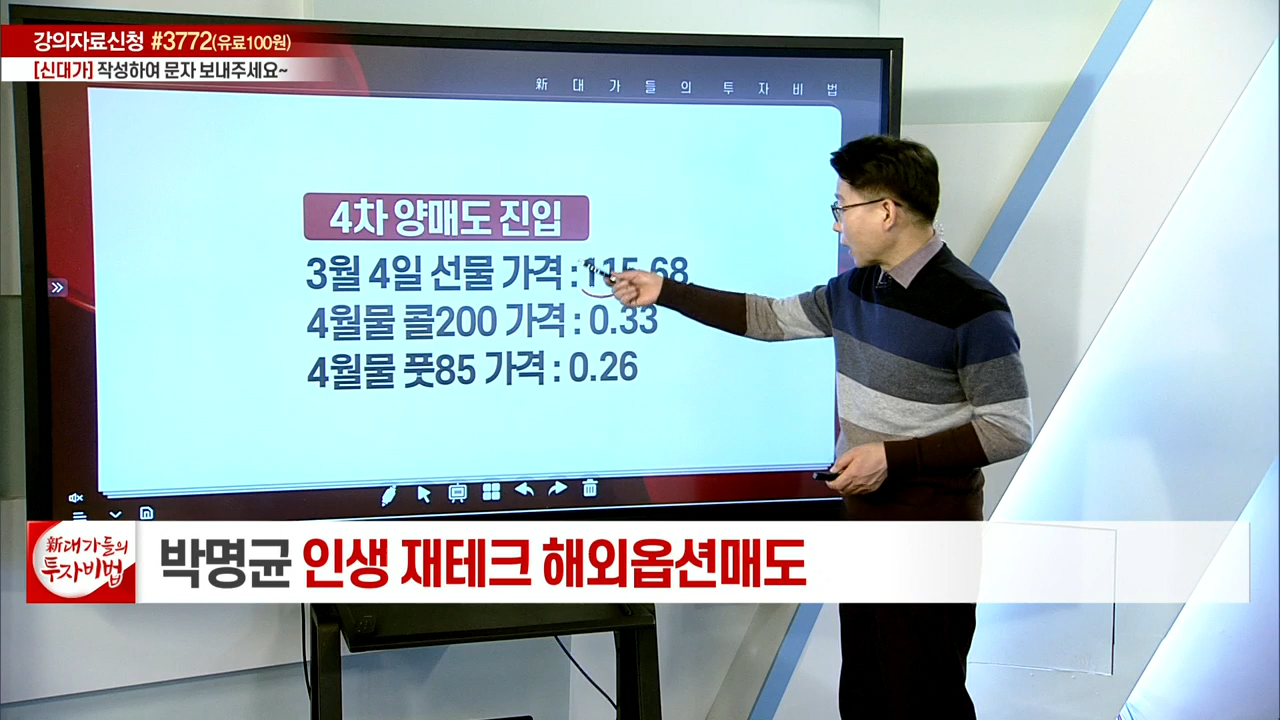 강의자료신청 #3772(유료100원)
[신대가] 작성하여 문자 보내주세요~
新 대 가 들 의 투 자 비 법
4차 양매도 진입
3월 4일 선물 가격 : 115.68
4월물 콜200 가격 : 0.33
4월물 풋85 가격 : 0.26
新대가들의
투자비법
박명균 인생 재테크 해외옵션매도